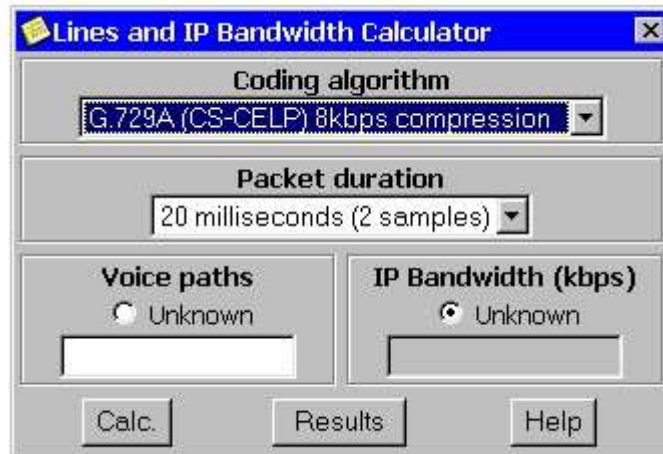 Lines and IP Bandwidth Calculator
Coding algorithm
G.729A (CS-CELP) 8kbps compression
Packet duration
20 milliseconds (2 samples)
Voice paths
Unknown
IP Bandwidth (kbps)
Unknown
Calc.
Results
Help